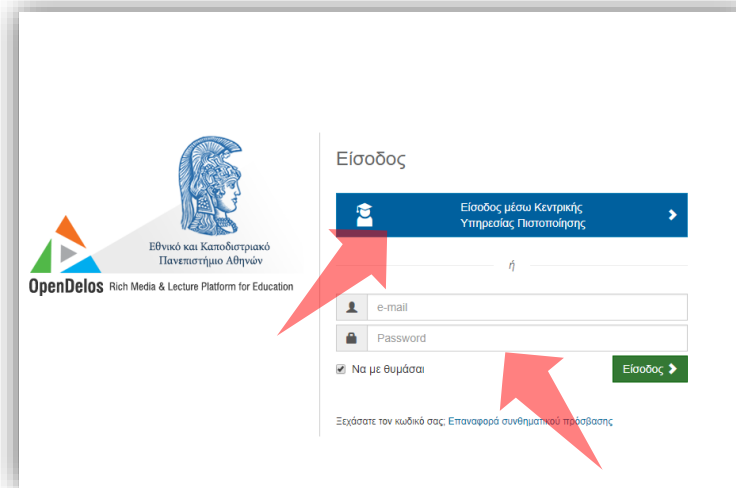 Εθνικό και Καποδιστριακό
Πανεπιστήμιο Αθηνών
OpenDelos Rich Media & Lecture Platform for Education
Είσοδος
Είσοδος μέσω Κεντρικής
Υπηρεσίας Πιστοποίησης
ή
e-mail
Password
Να με θυμάσαι
Είσοδος
Ξεχάσατε τον κωδικό σας; Επαναφορά συνθηματικού πρόσβασης